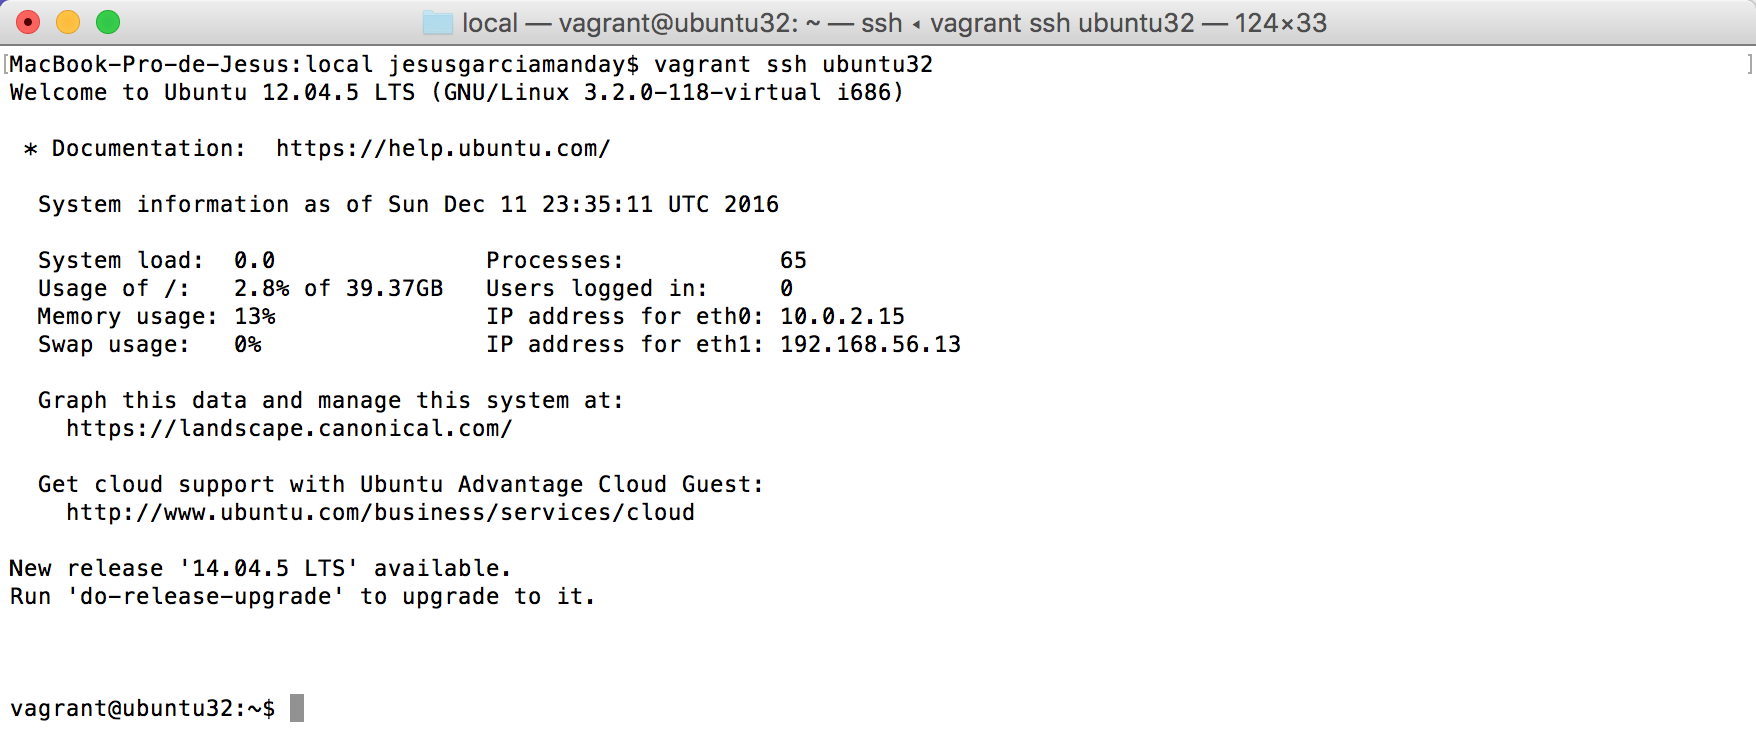 local — vagrant@ubuntu32: ~ — ssh ◂ vagrant ssh ubuntu32 — 124×33
[MacBook-Pro-de-Jesus:local jesusgarciamanday$ vagrant ssh ubuntu32 ]
Welcome to Ubuntu 12.04.5 LTS (GNU/Linux 3.2.0-118-virtual i686)
* Documentation:  https://help.ubuntu.com/
System information as of Sun Dec 11 23:35:11 UTC 2016
System load:  0.0               Processes:           65
Usage of /:   2.8% of 39.37GB   Users logged in:     0
Memory usage: 13%               IP address for eth0: 10.0.2.15
Swap usage:   0%                IP address for eth1: 192.168.56.13
Graph this data and manage this system at:
https://landscape.canonical.com/
Get cloud support with Ubuntu Advantage Cloud Guest:
http://www.ubuntu.com/business/services/cloud
New release '14.04.5 LTS' available.
Run 'do-release-upgrade' to upgrade to it.
vagrant@ubuntu32:~$